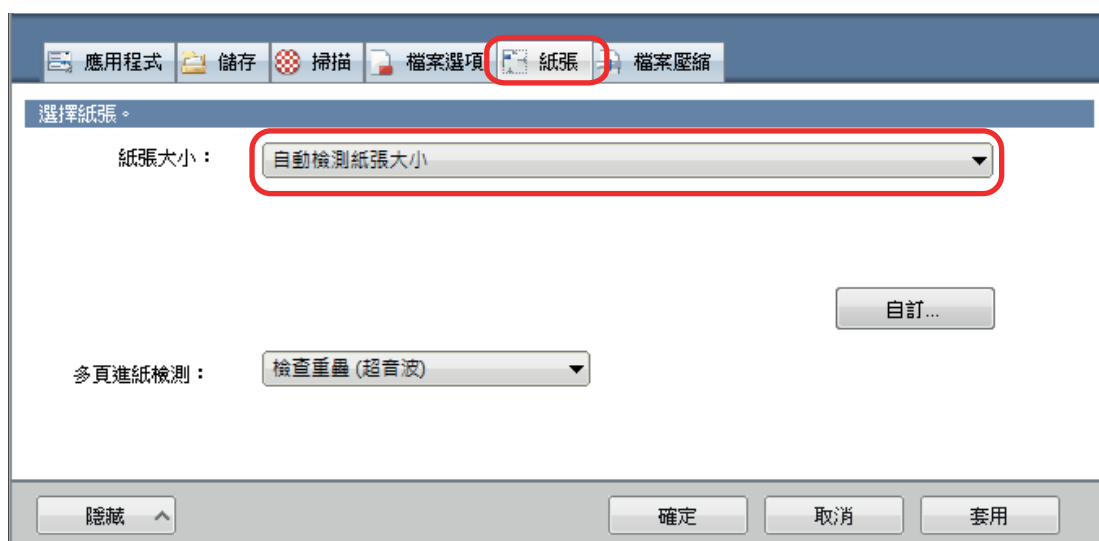 應用程式 儲存 掃描 檔案選項 紙張 檔案壓縮
選擇紙張。
紙張大小： 自動檢測紙張大小
自訂...
多頁進紙檢測： 檢查重疊 (超音波)
隱藏 確定 取消 套用